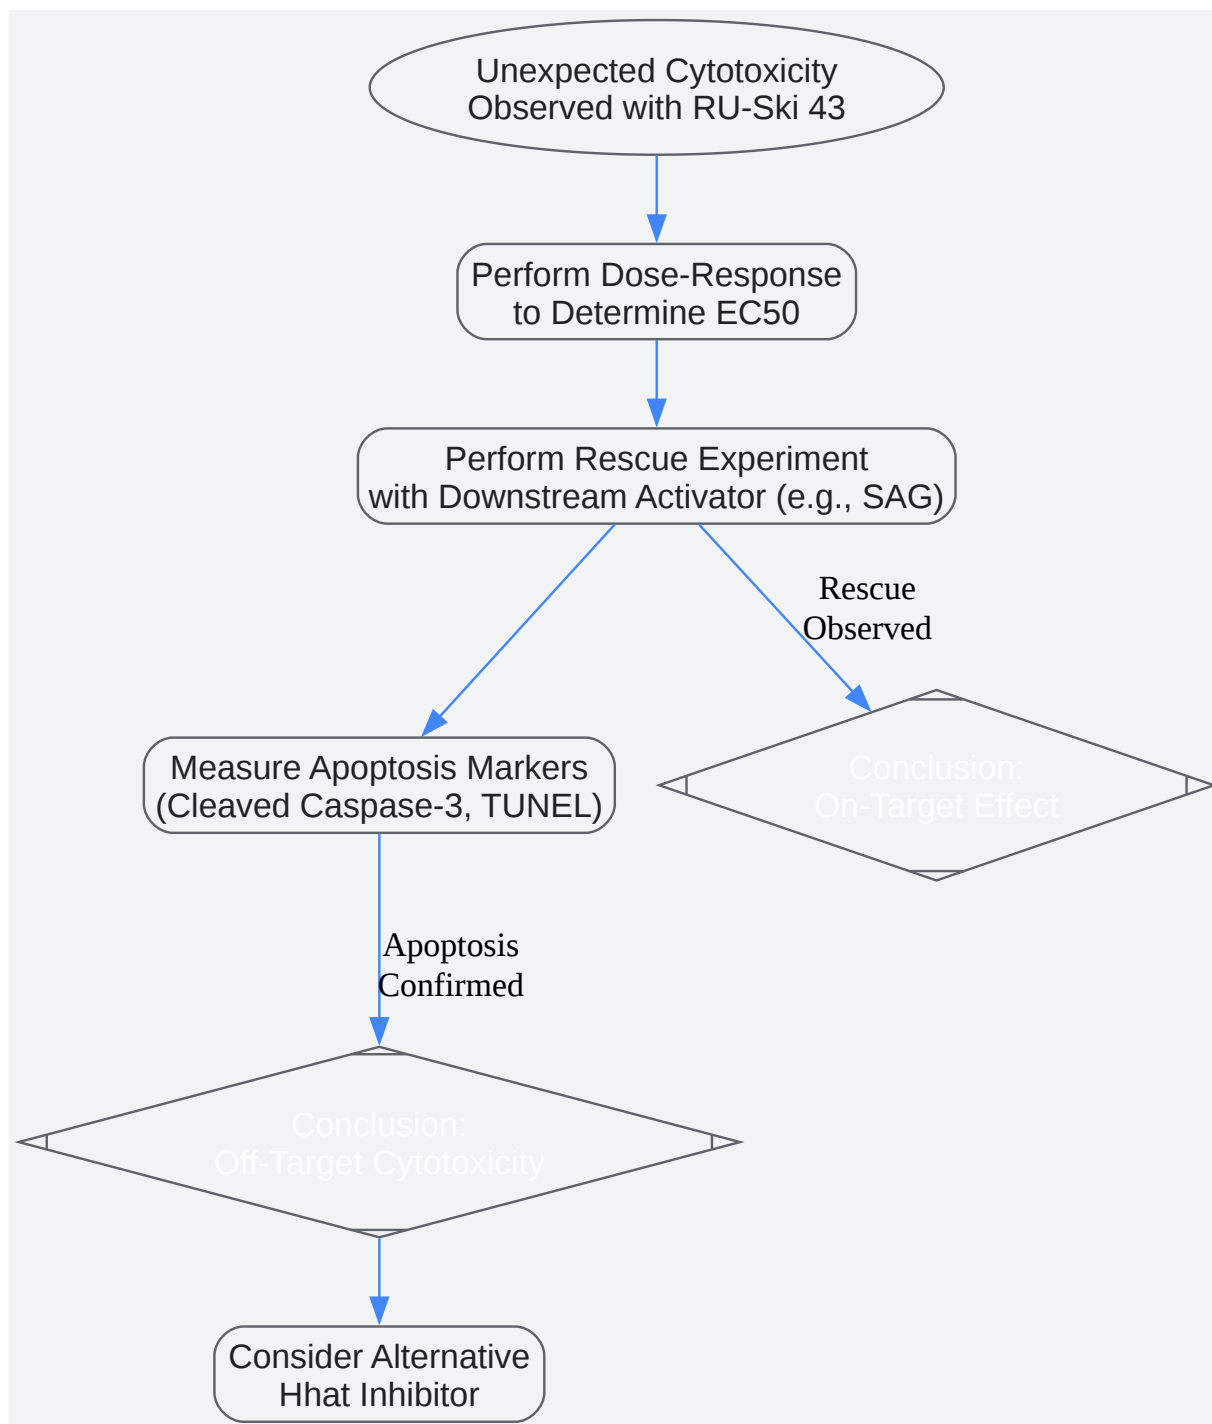 Unexpected Cytotoxicity
Observed with RU-Ski 43
Perform Dose-Response
to Determine EC50
Perform Rescue Experiment
with Downstream Activator (e.g., SAG)
Rescue
Observed
Measure Apoptosis Markers
(Cleaved Caspase-3, TUNEL)
Conclusion:
On-Target Effect
Apoptosis
Confirmed
Conclusion:
Off-Target Cytotoxicity
Consider Alternative
Hhat Inhibitor